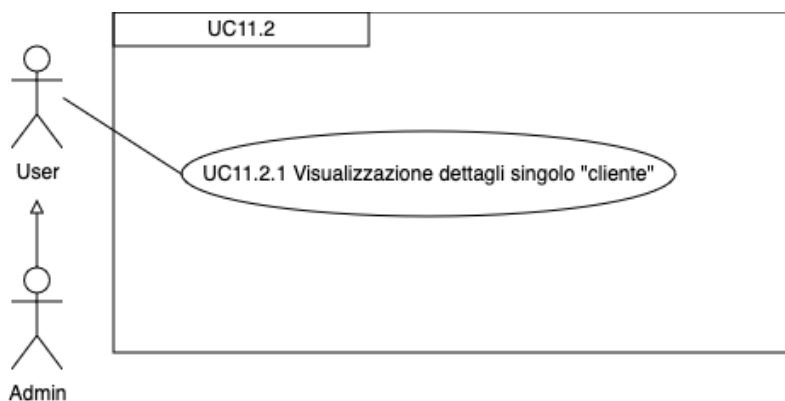 UC11.2
User
UC11.2.1 Visualizzazione dettagli singolo "cliente"
Admin